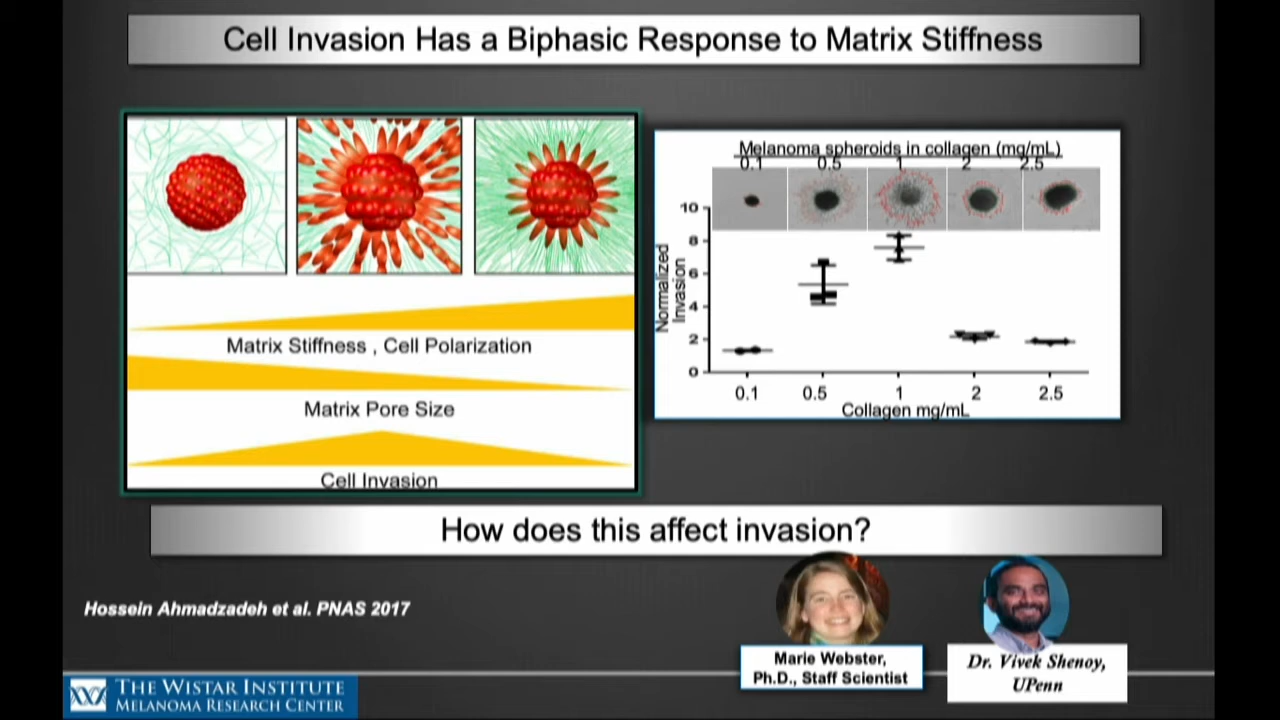 Cell Invasion Has a Biphasic Response to Matrix Stiffness
Matrix Stiffness , Cell Polarization
Matrix Pore Size
Cell Invasion
Melanoma spheroids in collagen (mg/mL)
0.1 0.5 1 2 2.5
Normalized
Invasion
10
8
6
4
2
0
0.1 0.5 1 2 2.5
Collagen mg/mL
How does this affect invasion?
Hossein Ahmadzadeh et al. PNAS 2017
Marie Webster,
Ph.D., Staff Scientist
Dr. Vivek Shenoy,
UPenn
THE WISTAR INSTITUTE
MELANOMA RESEARCH CENTER